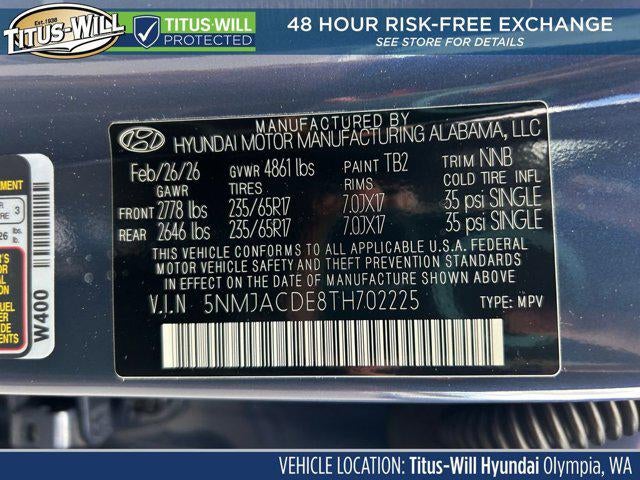 Est. 1938
TITUS-WILL
TITUS-WILL
PROTECTED
48 HOUR RISK-FREE EXCHANGE
SEE STORE FOR DETAILS
MANUFACTURED BY
HYUNDAI MOTOR MANUFACTURING ALABAMA, LLC
Feb/26/26 GVWR 4861 lbs PAINT TB2 TRIM NNB
GAWR TIRES RIMS COLD TIRE INFL
FRONT 2778 lbs 235/65R17 7.0JX17 35 psi SINGLE
REAR 2646 lbs 235/65R17 7.0JX17 35 psi SINGLE
THIS VEHICLE CONFORMS TO ALL APPLICABLE U.S.A. FEDERAL
MOTOR VEHICLE SAFETY AND THEFT PREVENTION STANDARDS
IN EFFECT ON THE DATE OF MANUFACTURE SHOWN ABOVE.
V.I.N 5NMJACDE8TH702225 TYPE: MPV
W400
VEHICLE LOCATION: Titus-Will Hyundai Olympia, WA